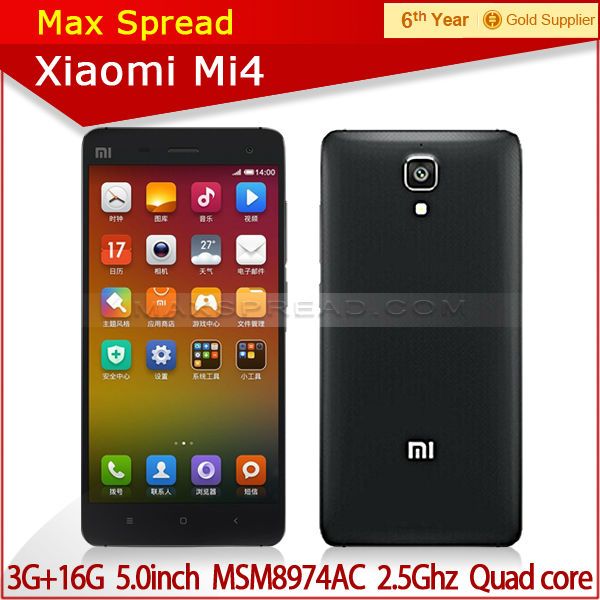 Max Spread
6th Year
Gold Supplier
Xiaomi Mi4
mi
14:00
时钟 图库 音乐 视频
17 27°
日历 相机 天气 电子邮件
mi
主题风格 应用商店 游戏中心 文件管理
MAXSPREAD.COM
安全中心 设置 系统工具 小工具
拨号 联系人 浏览器 短信
mi
3G+16G 5.0inch MSM8974AC 2.5Ghz Quad core